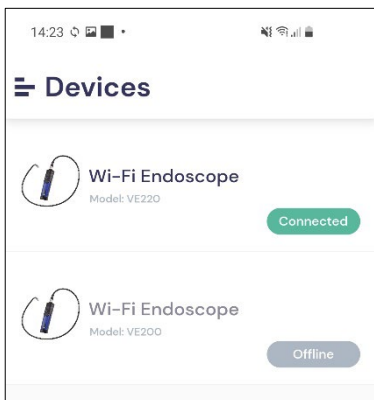 14:23
Devices
Wi-Fi Endoscope
Model: VE220
Connected
Wi-Fi Endoscope
Model: VE200
Offline